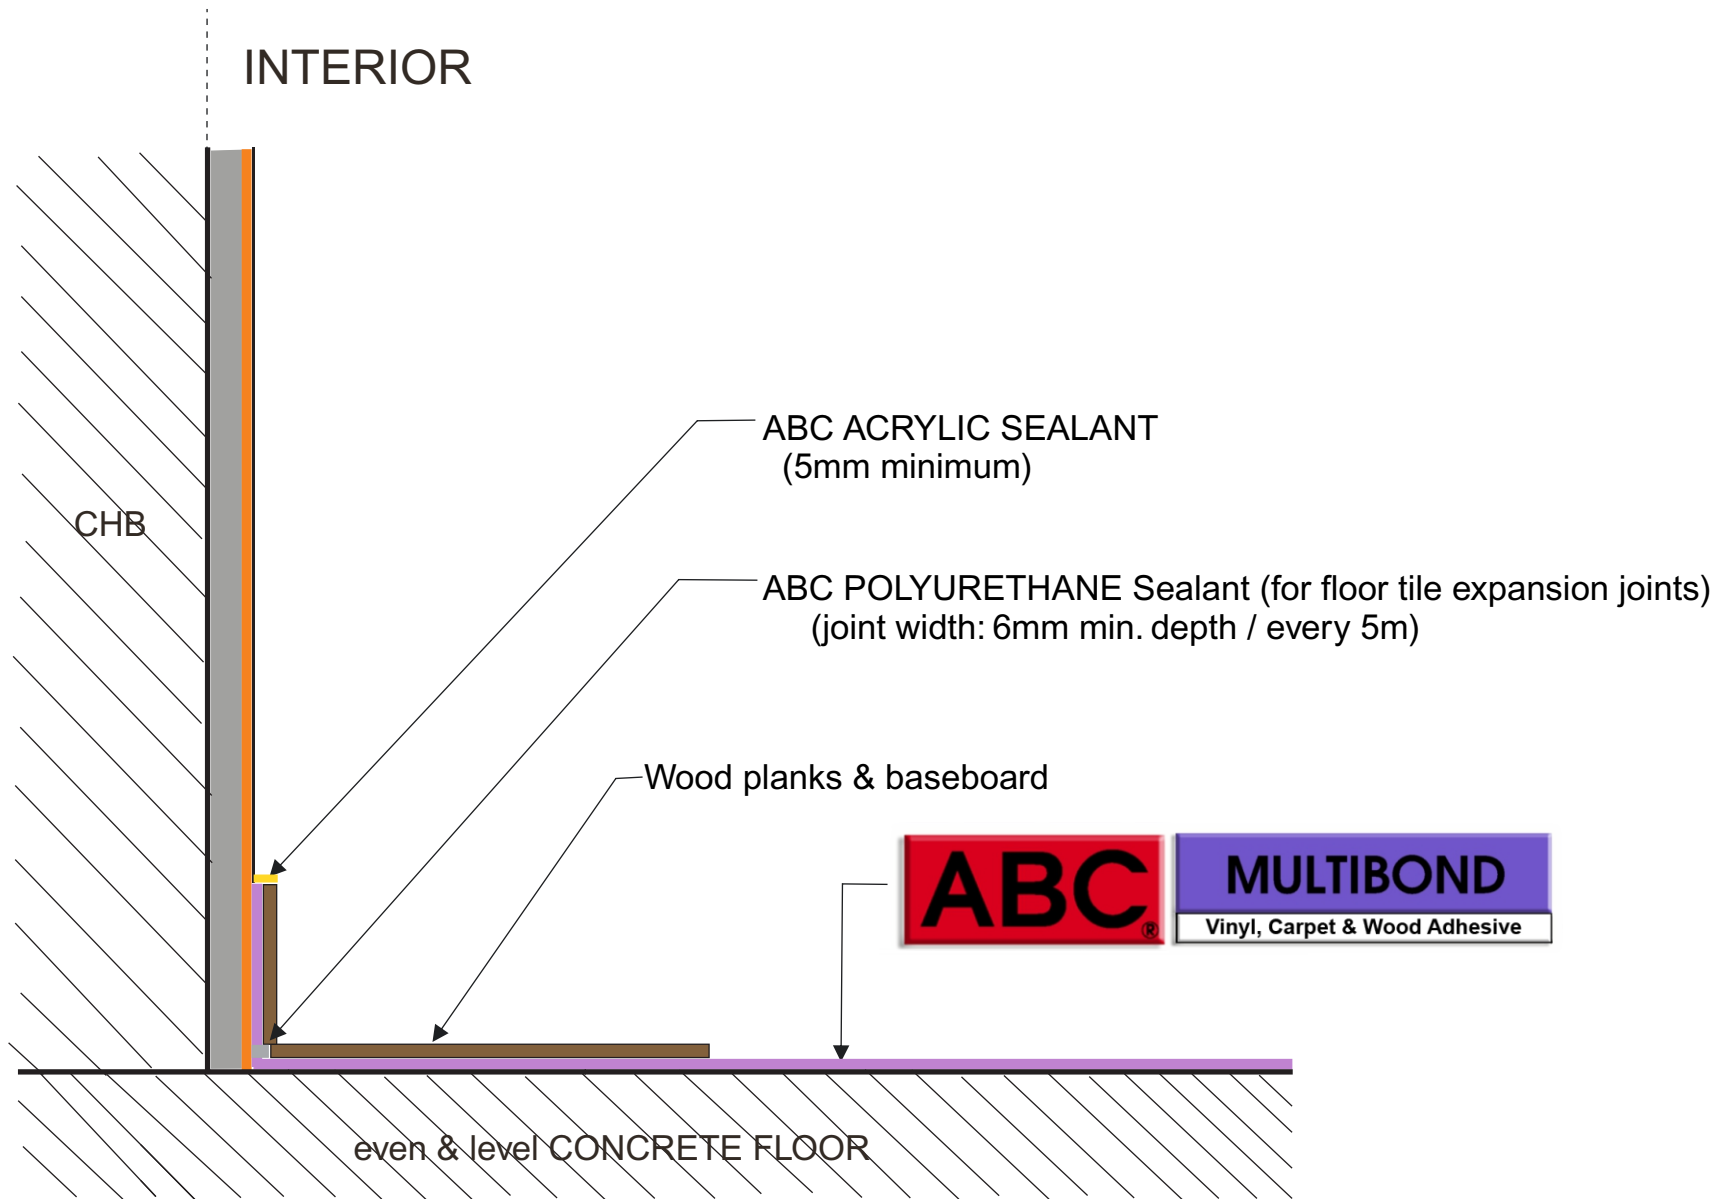 INTERIOR
ABC ACRYLIC SEALANT
(5mm minimum)
CHB
ABC POLYURETHANE Sealant (for floor tile expansion joints)
(joint width: 6mm min. depth / every 5m)
Wood planks & baseboard
ABC®
MULTIBOND
Vinyl, Carpet & Wood Adhesive
even & level CONCRETE FLOOR